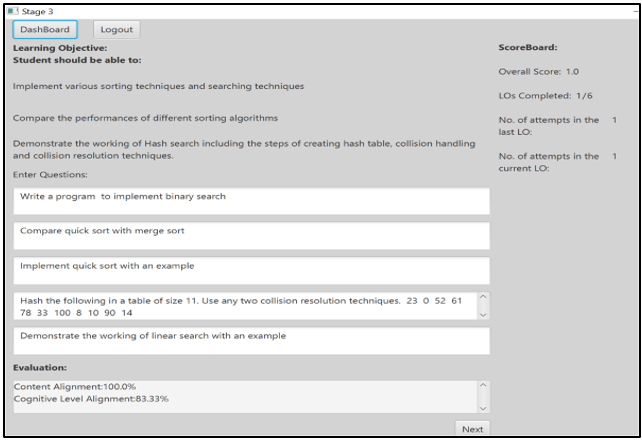 Stage 3
DashBoard Logout
Learning Objective:
Student should be able to:
Implement various sorting techniques and searching techniques
Compare the performances of different sorting algorithms
Demonstrate the working of Hash search including the steps of creating hash table, collision handling
and collision resolution techniques.
Enter Questions:
Write a program to implement binary search
Compare quick sort with merge sort
Implement quick sort with an example
Hash the following in a table of size 11. Use any two collision resolution techniques. 23 0 52 61
78 33 100 8 10 90 14
Demonstrate the working of linear search with an example
Evaluation:
Content Alignment:100.0%
Cognitive Level Alignment:83.33%
Next
ScoreBoard:
Overall Score: 1.0
LOs Completed: 1/6
No. of attempts in the 1
last LO:
No. of attempts in the 1
current LO: